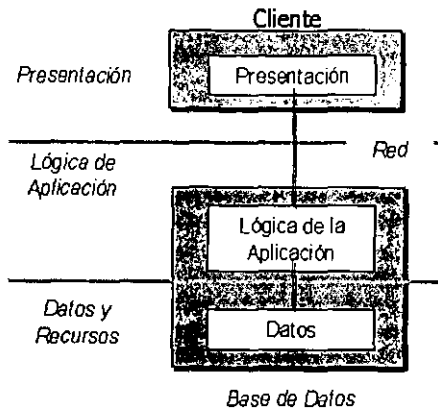 Cliente
Presentación
Presentación
Red
Lógica de
Aplicación
Lógica de la
Aplicación
Datos y
Recursos
Datos
Base de Datos